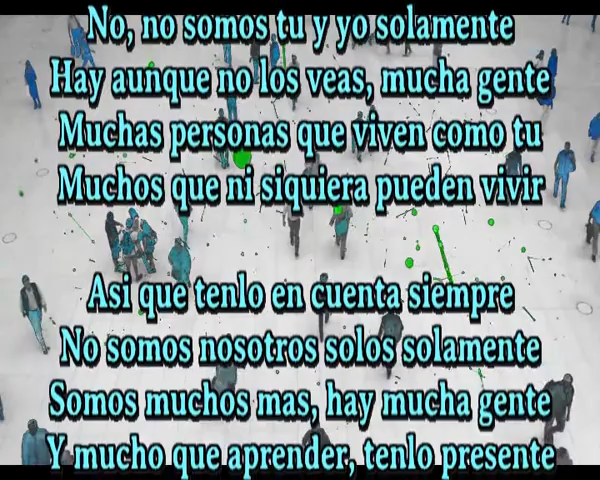 No, no somos tu y yo solamente
Hay aunque no los veas, mucha gente
Muchas personas que viven como tu
Muchos que ni siquiera pueden vivir
Asi que tenlo en cuenta siempre
No somos nosotros solos solamente
Somos muchos mas, hay mucha gente
Y mucho que aprender, tenlo presente